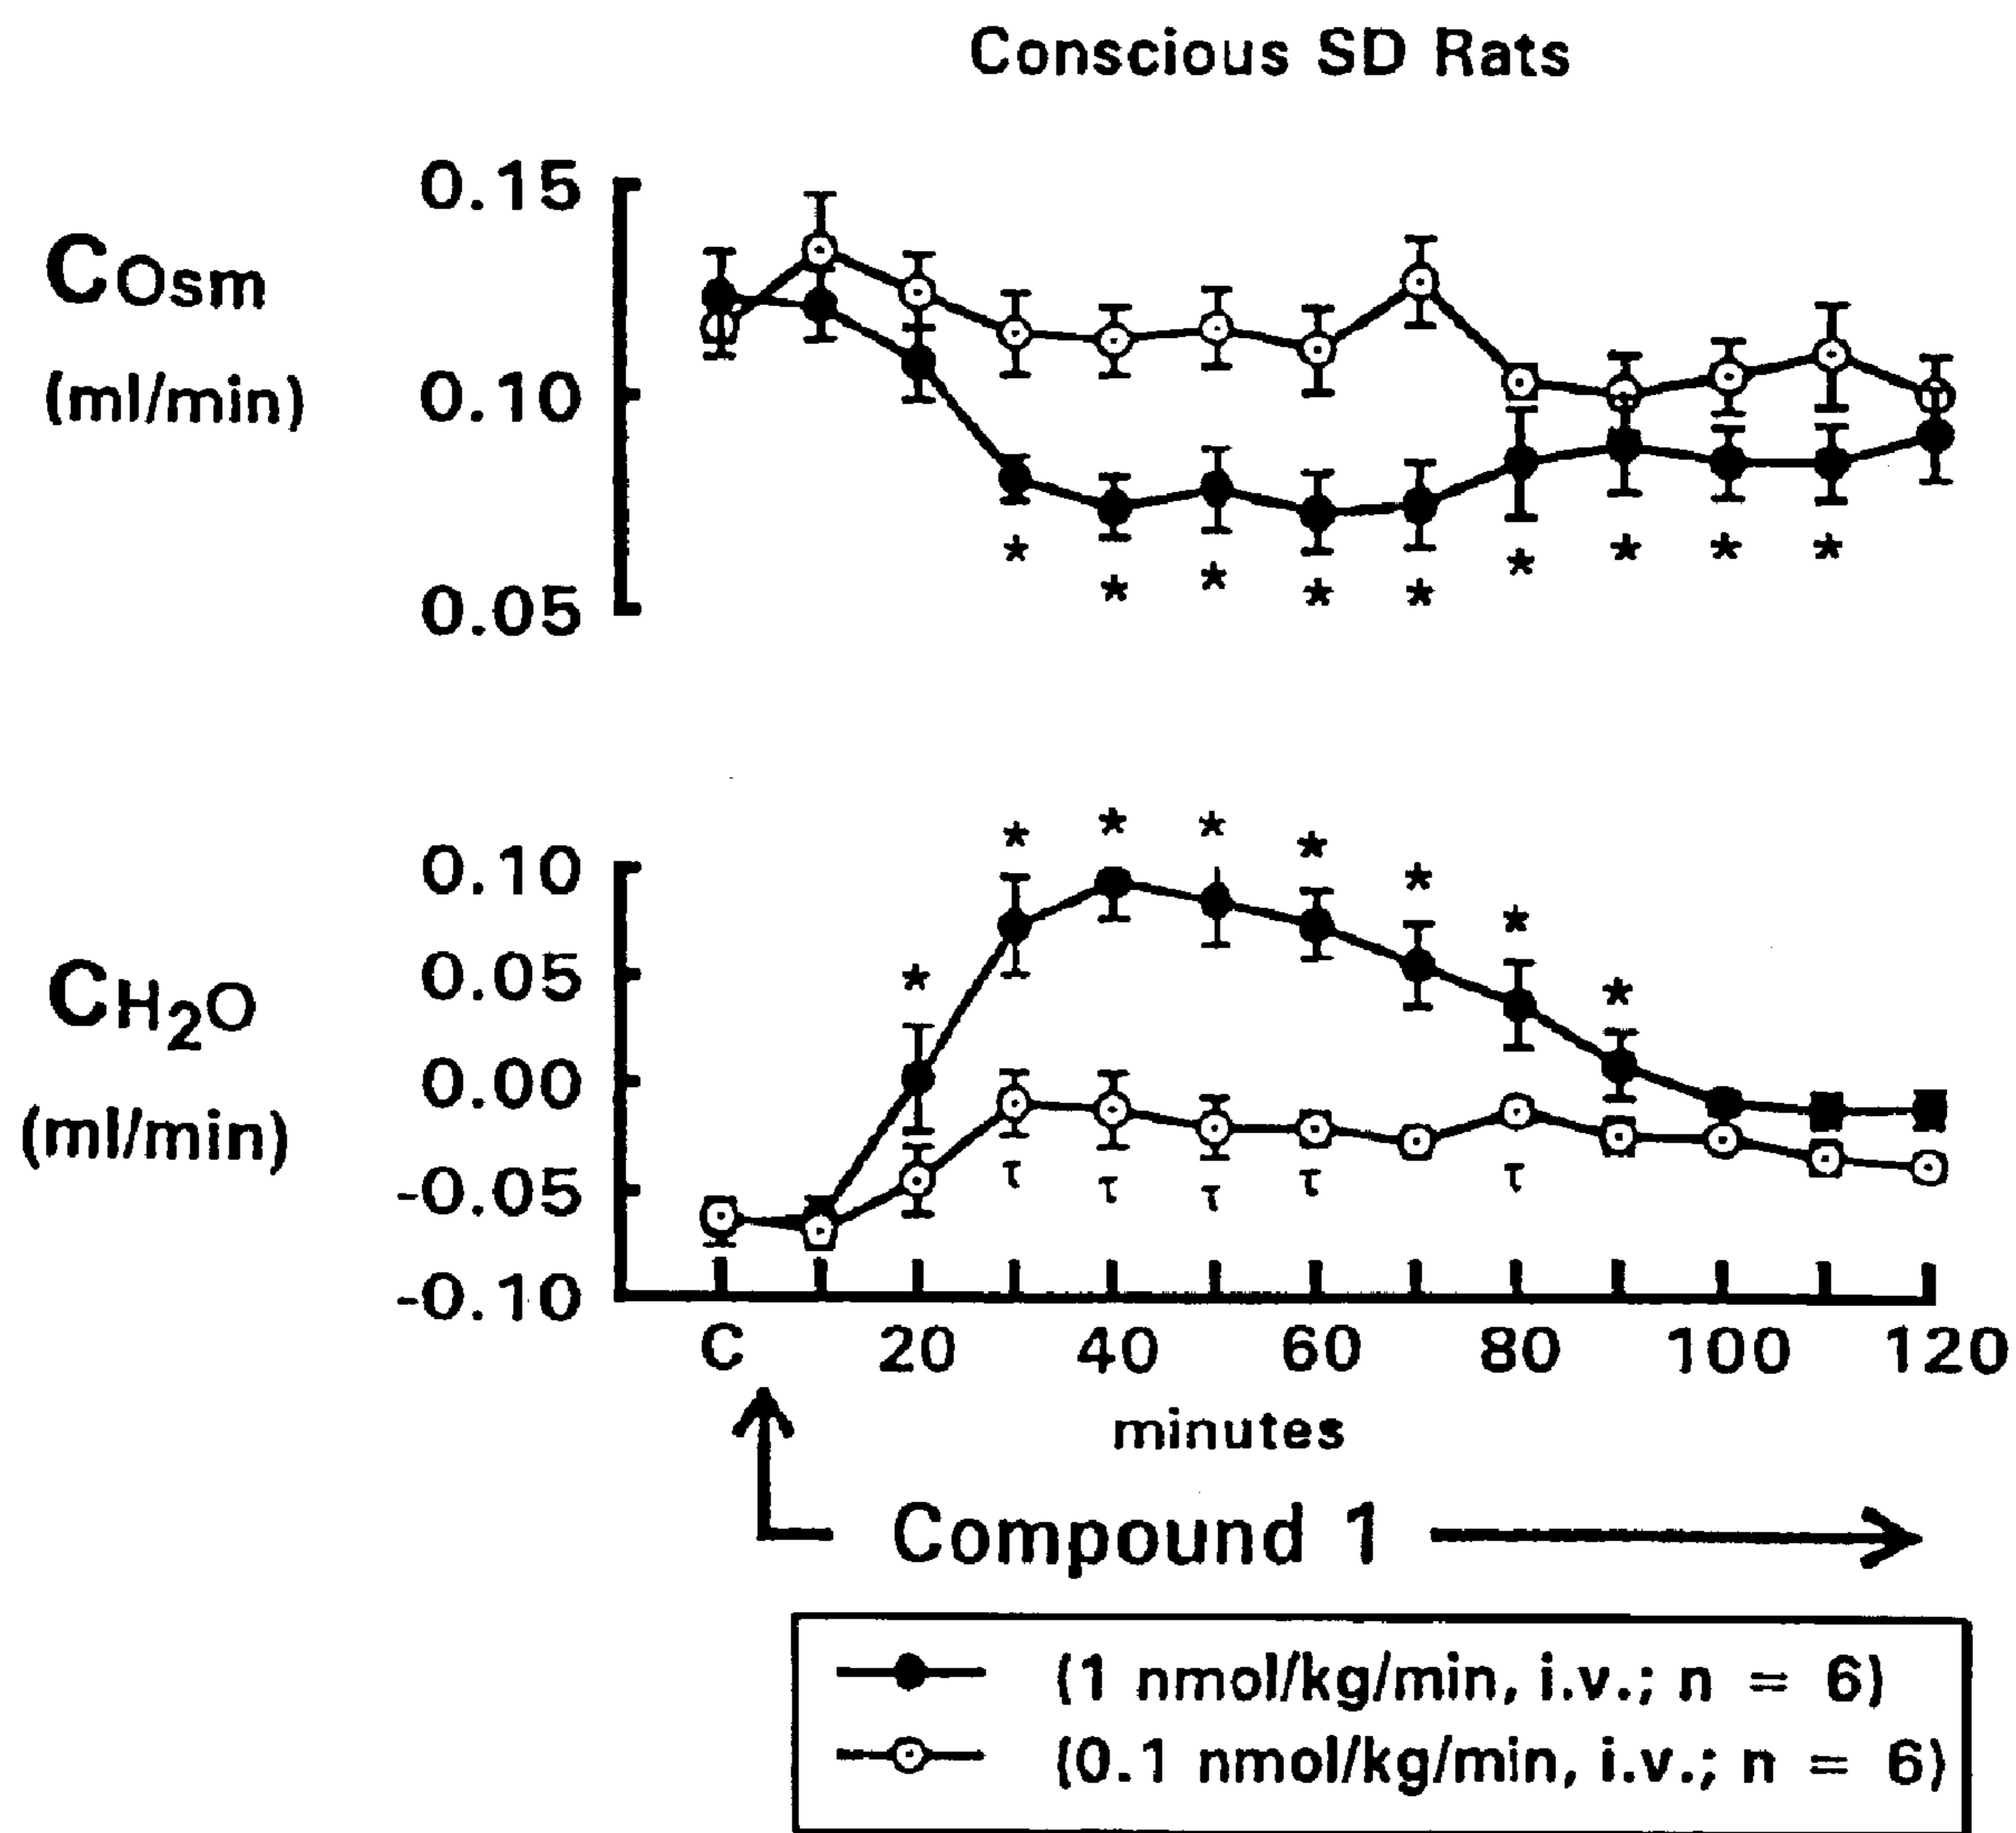 Conscious SD Rats
0.15
COsm
(ml/min)
0.10
0.05
* * * * * * * * *
* * * * * * * *
0.10
0.05
CH2O
0.00
(ml/min)
τ τ τ τ τ
-0.05
-0.10
C 20 40 60 80 100 120
minutes
Compound 1
(1 nmol/kg/min, i.v.; n = 6)
(0.1 nmol/kg/min, i.v.; n = 6)